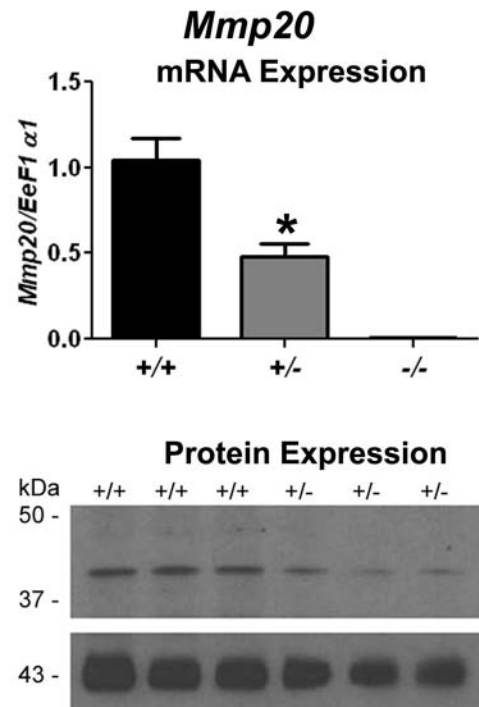 Mmp20
mRNA Expression
Mmp20/EeF1 α1
1.5
1.0
0.5
0.0
*
+/+ +/- -/-
Protein Expression
kDa +/+ +/+ +/+ +/- +/- +/-
50 -
37 -
43 -